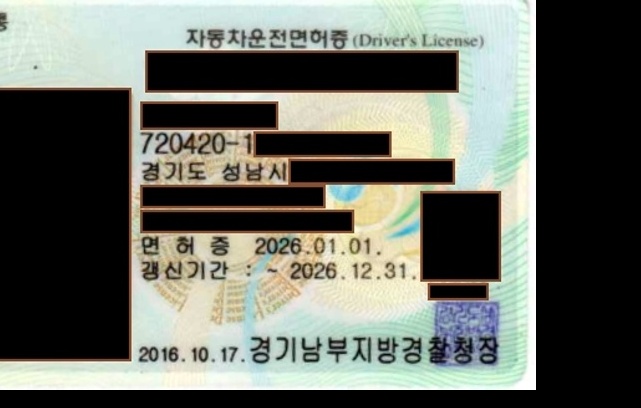 자동차운전면허증 (Driver's License)
720420-1
경기도 성남시
면 허 증 2026.01.01.
갱신기간 : ~ 2026.12.31.
2016.10.17. 경기남부지방경찰청장